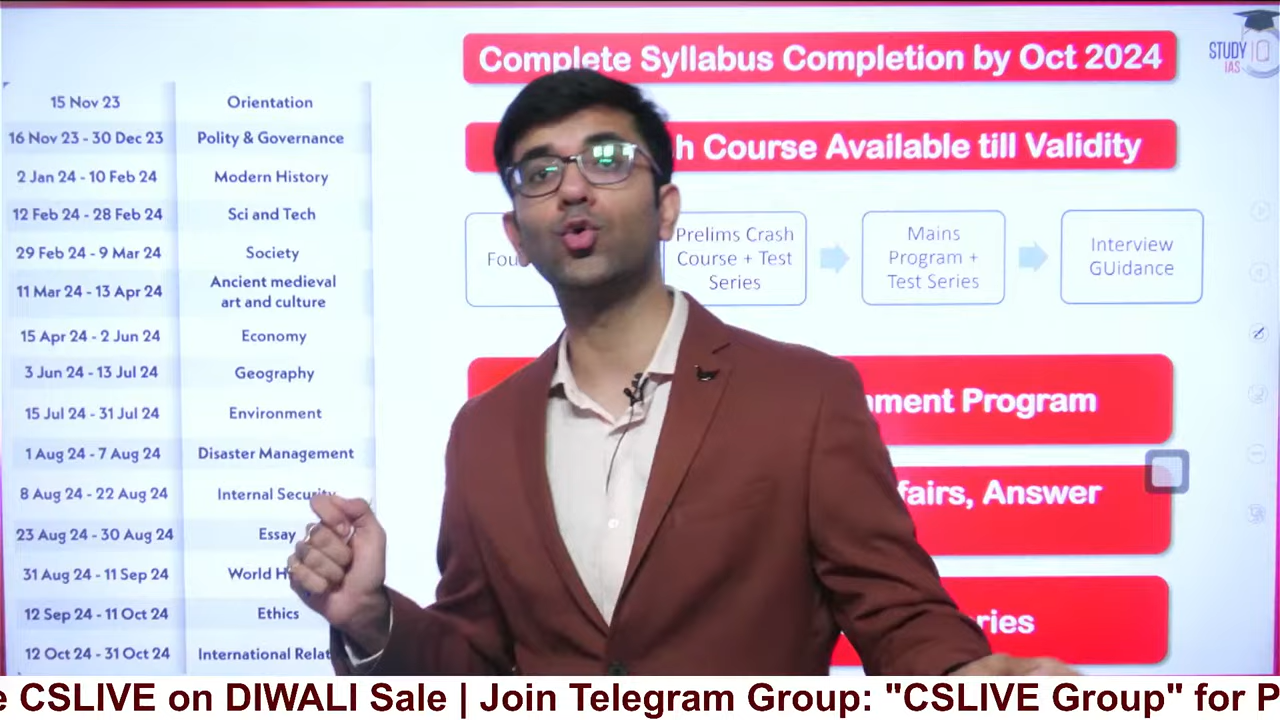 Complete Syllabus Completion by Oct 2024
STUDY IQ
IAS
15 Nov 23 Orientation
16 Nov 23 - 30 Dec 23 Polity & Governance
2 Jan 24 - 10 Feb 24 Modern History
12 Feb 24 - 28 Feb 24 Sci and Tech
29 Feb 24 - 9 Mar 24 Society
11 Mar 24 - 13 Apr 24 Ancient medieval
art and culture
15 Apr 24 - 2 Jun 24 Economy
3 Jun 24 - 13 Jul 24 Geography
15 Jul 24 - 31 Jul 24 Environment
1 Aug 24 - 7 Aug 24 Disaster Management
8 Aug 24 - 22 Aug 24 Internal Security
23 Aug 24 - 30 Aug 24 Essay
31 Aug 24 - 11 Sep 24 World
12 Sep 24 - 11 Oct 24 Ethics
12 Oct 24 - 31 Oct 24 International
Course Available till Validity
Prelims Crash
Course + Test
Series
Mains
Program +
Test Series
Interview
GUidance
Program
Answer
CSLIVE on DIWALI Sale | Join Telegram Group: "CSLIVE Group" for